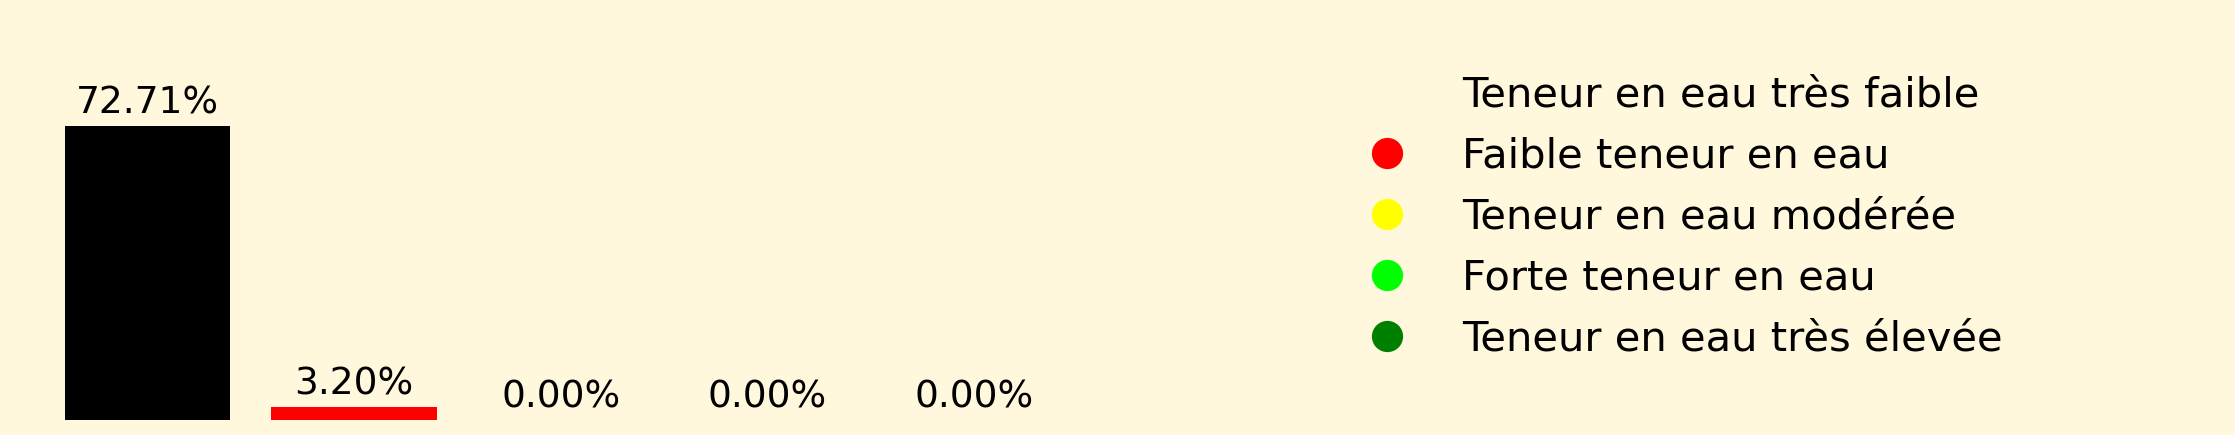 72.71%
3.20%
0.00%
0.00%
0.00%
Teneur en eau très faible
Faible teneur en eau
Teneur en eau modérée
Forte teneur en eau
Teneur en eau très élevée